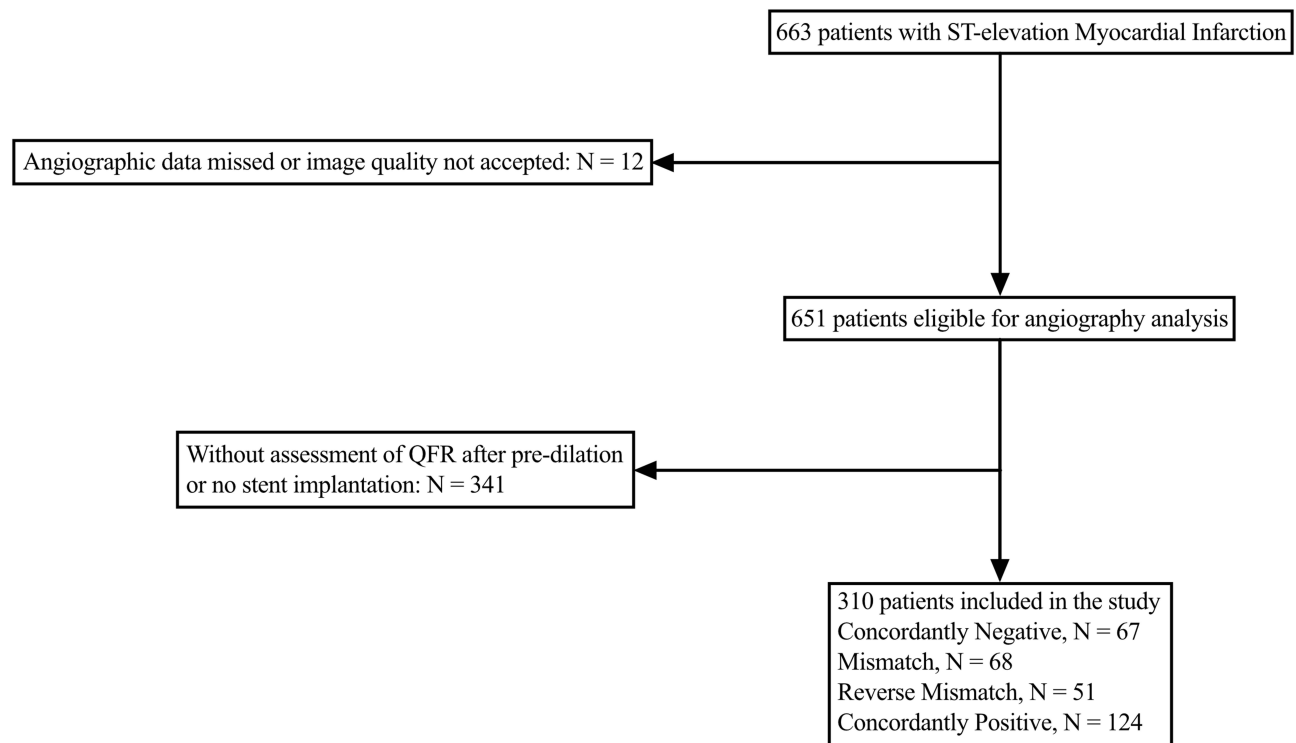 663 patients with ST-elevation Myocardial Infarction
Angiographic data missed or image quality not accepted: N = 12
651 patients eligible for angiography analysis
Without assessment of QFR after pre-dilation
or no stent implantation: N = 341
310 patients included in the study
Concordantly Negative, N = 67
Mismatch, N = 68
Reverse Mismatch, N = 51
Concordantly Positive, N = 124